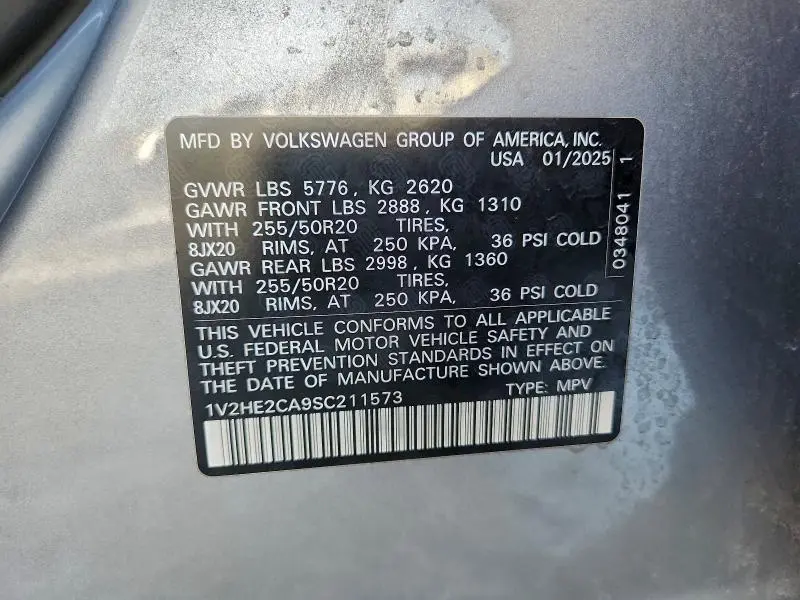 MFD BY VOLKSWAGEN GROUP OF AMERICA, INC.
USA 01/2025
GVWR LBS 5776, KG 2620
GAWR FRONT LBS 2888, KG 1310
WITH 255/50R20 TIRES,
8JX20 RIMS, AT 250 KPA, 36 PSI COLD
GAWR REAR LBS 2998, KG 1360
WITH 255/50R20 TIRES,
8JX20 RIMS, AT 250 KPA, 36 PSI COLD
THIS VEHICLE CONFORMS TO ALL APPLICABLE
U.S. FEDERAL MOTOR VEHICLE SAFETY AND
THEFT PREVENTION STANDARDS IN EFFECT ON
THE DATE OF MANUFACTURE SHOWN ABOVE.
1V2HE2CA9SC211573 TYPE: MPV
0348041 1